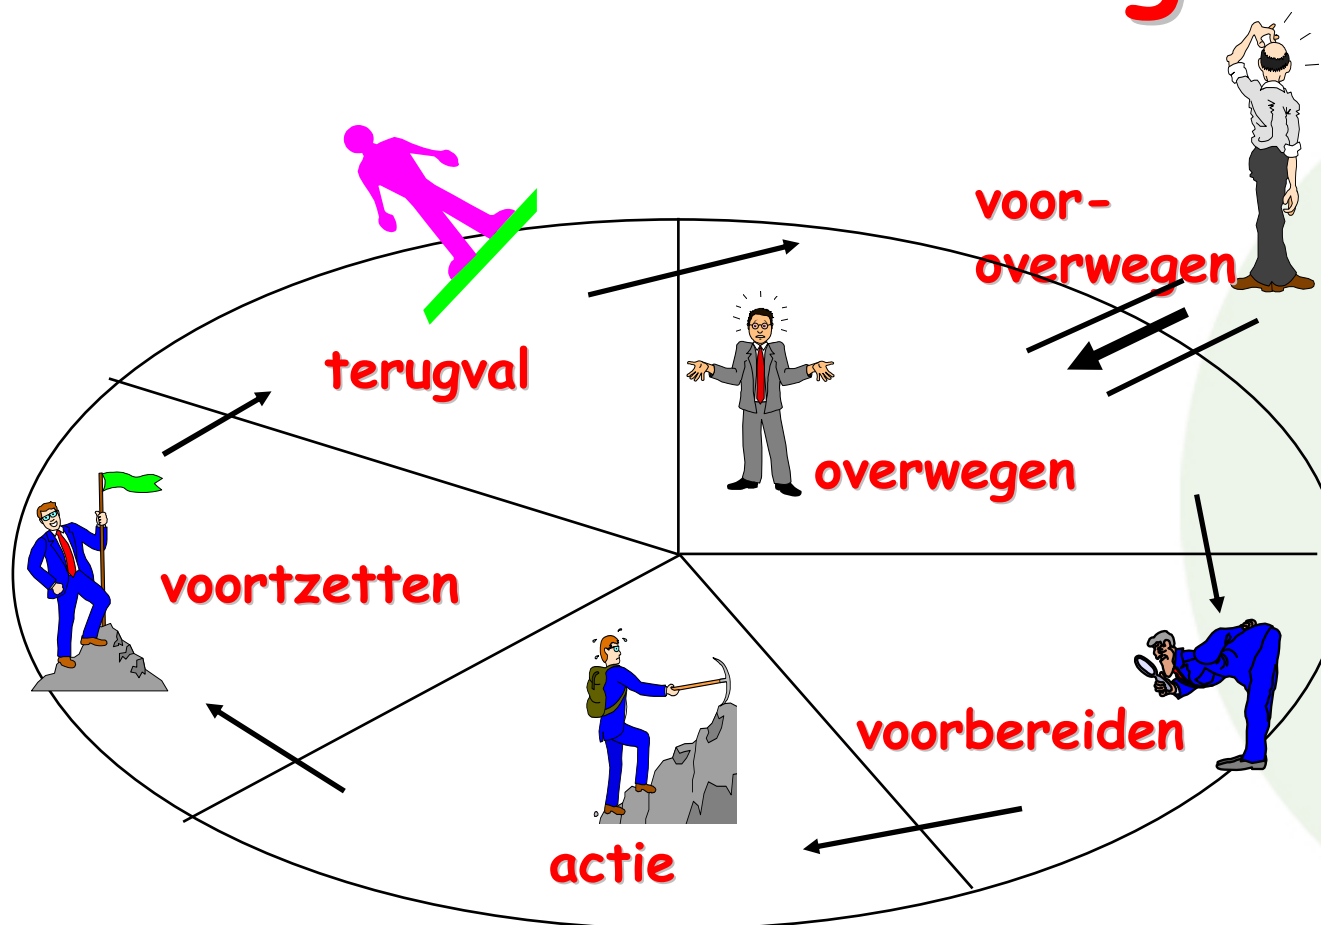 voor-
overwegen
terugval
overwegen
voortzetten
voorbereiden
actie